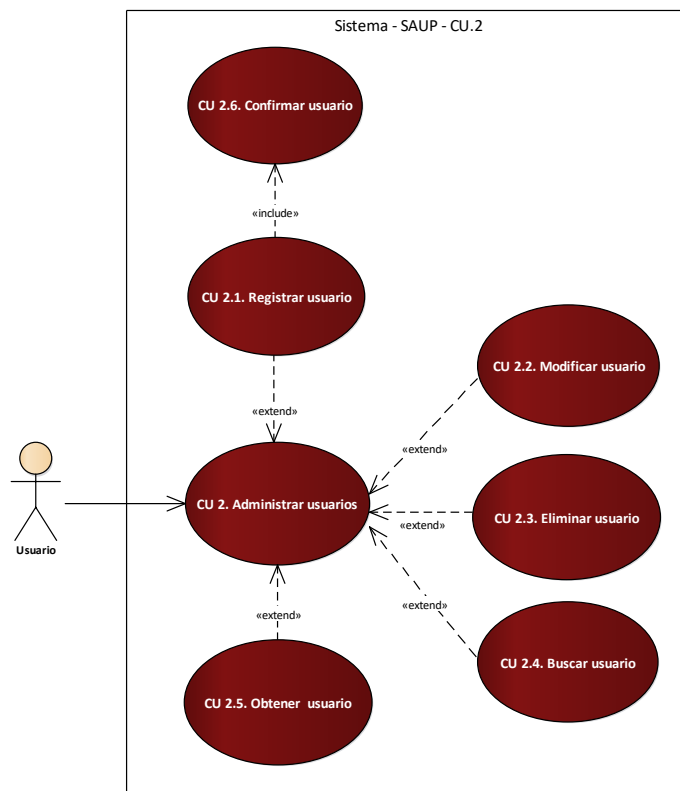 Sistema - SAUP - CU.2
CU 2.6. Confirmar usuario
«include»
CU 2.1. Registrar usuario
CU 2.2. Modificar usuario
«extend»
«extend»
CU 2. Administrar usuarios
CU 2.3. Eliminar usuario
«extend»
Usuario
«extend»
«extend»
CU 2.4. Buscar usuario
CU 2.5. Obtener  usuario